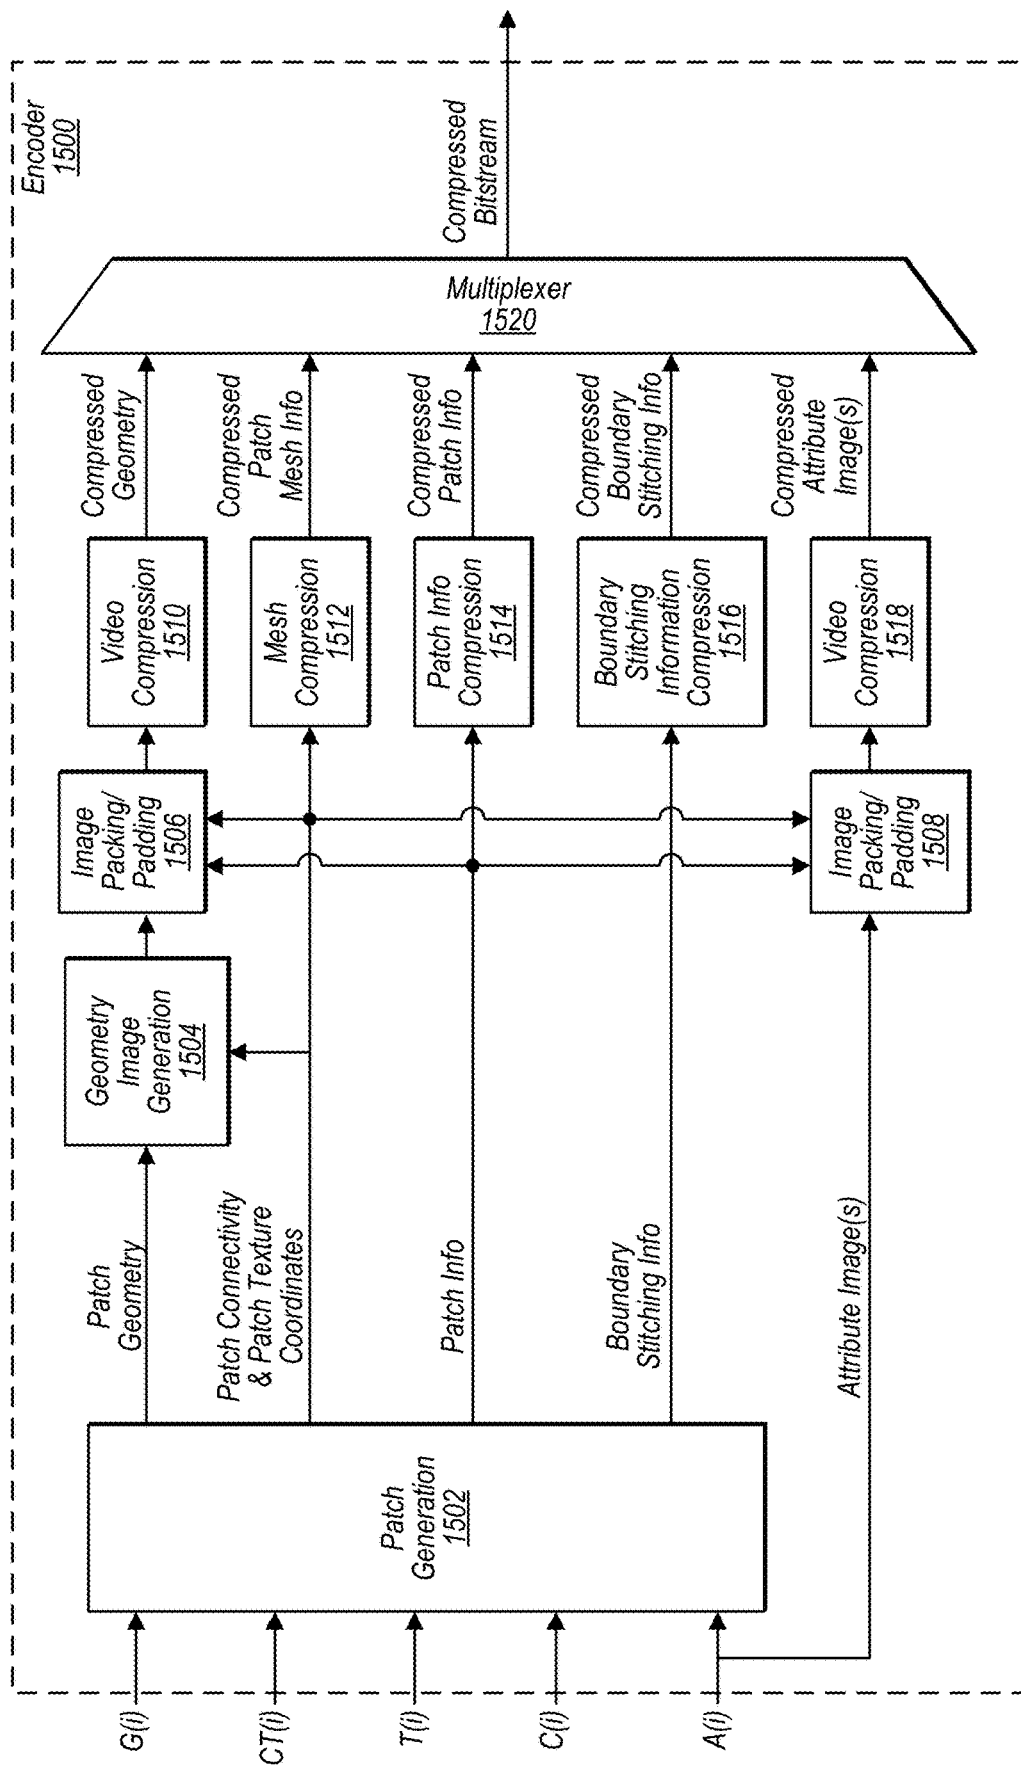 Encoder
1500
G(i)
CT(i)
T(i)
C(i)
A(i)
Patch
Generation
1502
Patch
Geometry
Patch Connectivity
& Patch Texture
Coordinates
Patch Info
Boundary
Stitching Info
Attribute Image(s)
Geometry
Image
Generation
1504
Image
Packing/
Padding
1506
Image
Packing/
Padding
1508
Video
Compression
1510
Mesh
Compression
1512
Patch Info
Compression
1514
Boundary
Stitching
Information
Compression
1516
Video
Compression
1518
Compressed
Geometry
Compressed
Patch
Mesh Info
Compressed
Patch Info
Compressed
Boundary
Stitching Info
Compressed
Attribute
Image(s)
Multiplexer
1520
Compressed
Bitstream